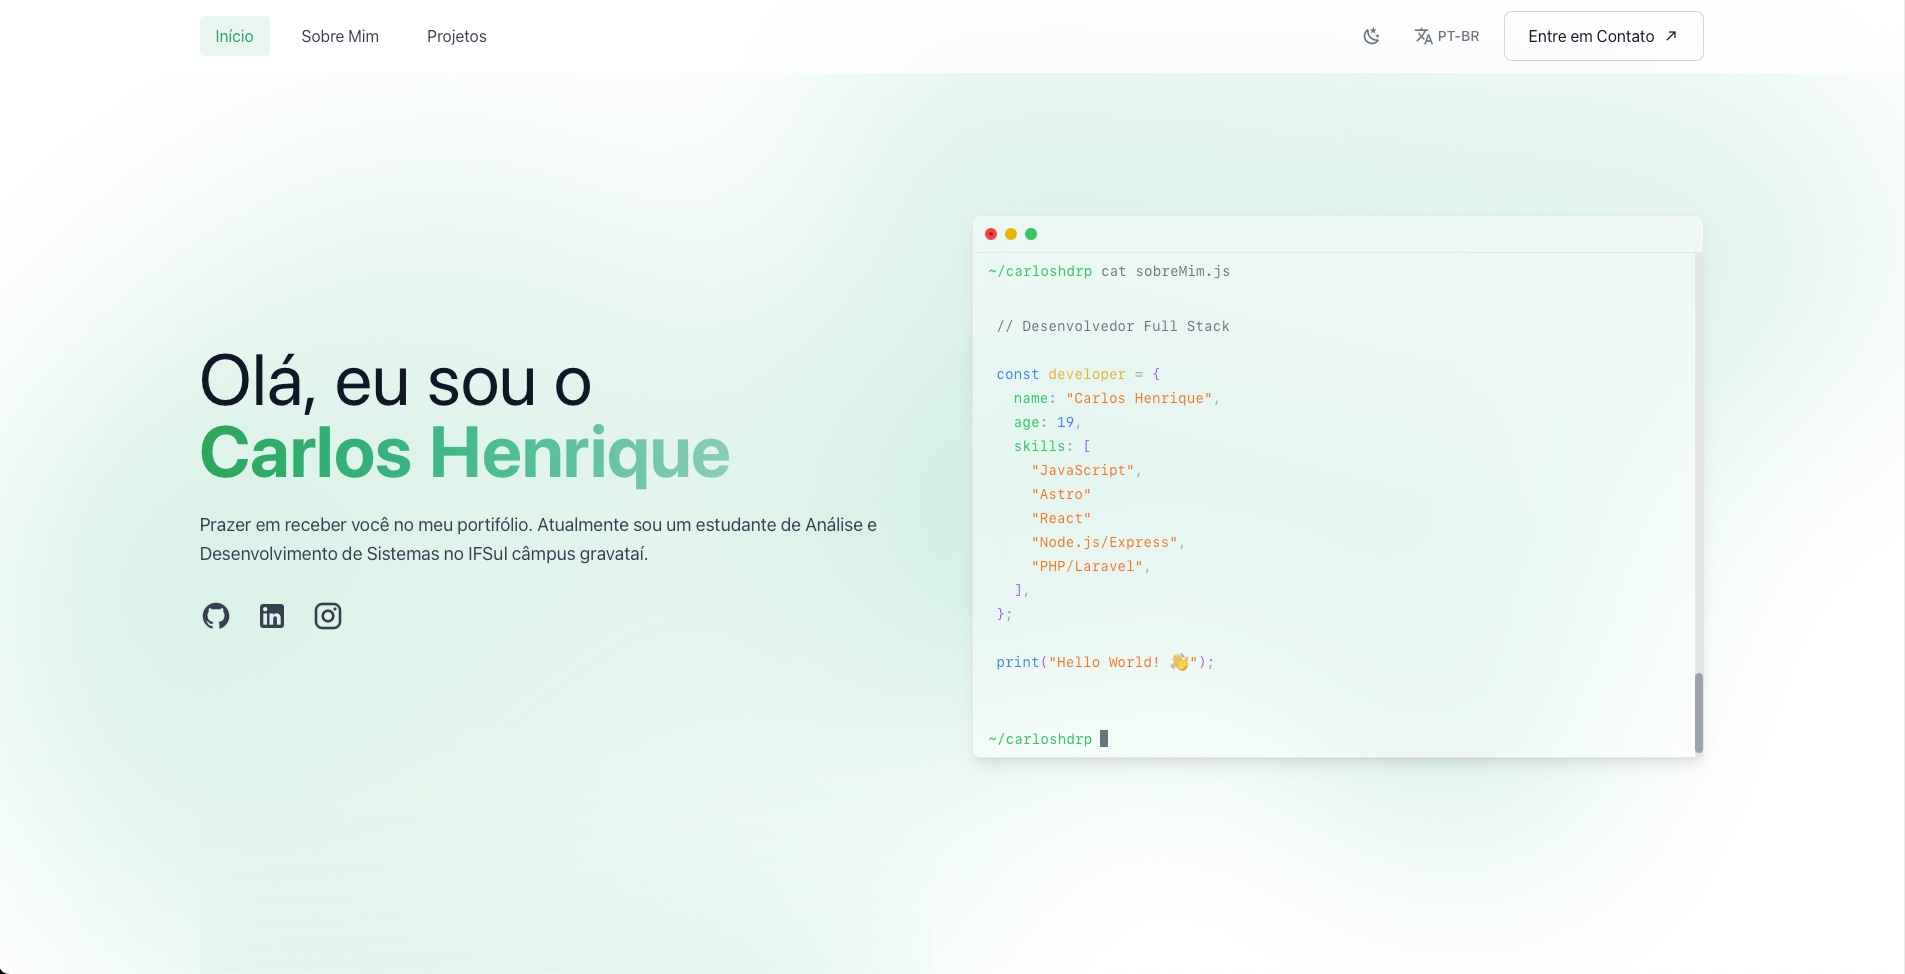 Início
Sobre Mim
Projetos
PT-BR
Entre em Contato
Olá, eu sou o
Carlos Henrique
Prazer em receber você no meu portifólio. Atualmente sou um estudante de Análise e
Desenvolvimento de Sistemas no IFSul câmpus gravataí.
~/carloshdrp cat sobreMim.js
// Desenvolvedor Full Stack
const developer = {
name: "Carlos Henrique",
age: 19,
skills: [
"JavaScript",
"Astro"
"React"
"Node.js/Express",
"PHP/Laravel",
],
};
print("Hello World! 👋");
~/carloshdrp